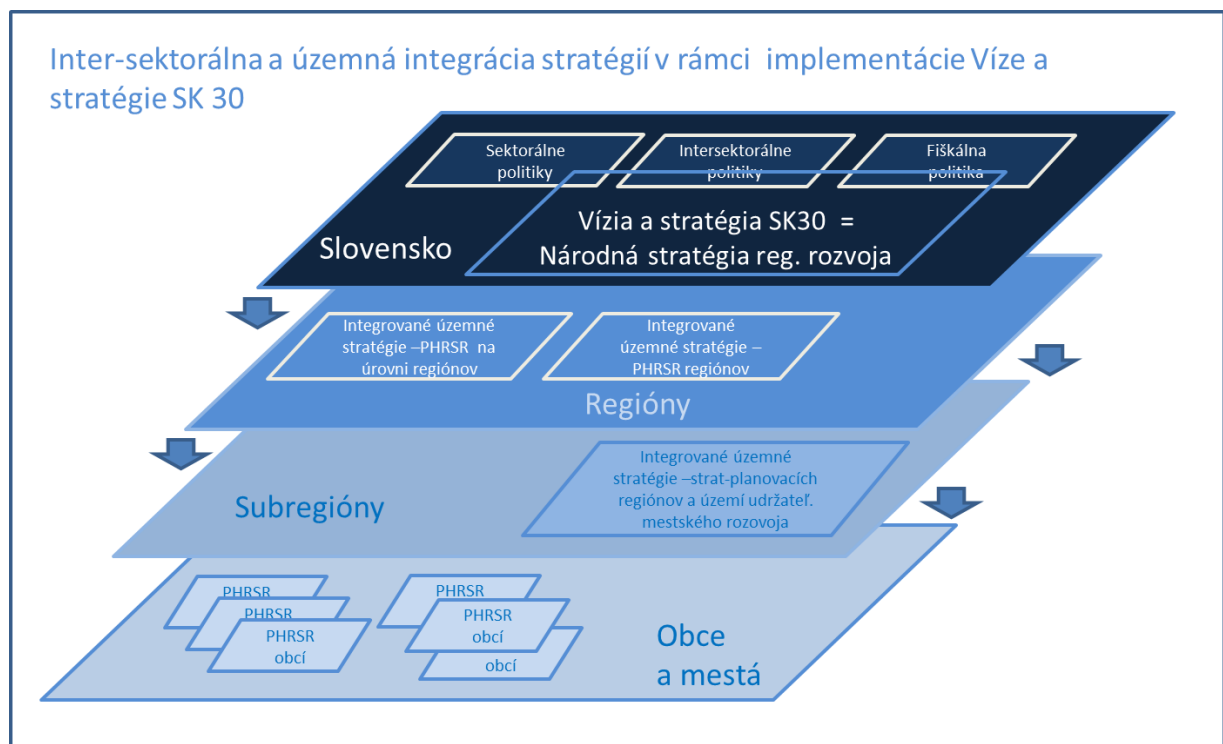 Inter-sektorálna a územná integrácia stratégií v rámci implementácie Víze a
stratégie SK 30
Sektorálne
politiky
Intersektorálne
politiky
Fiškálna
politika
Vízia a stratégia SK30 =
Národná stratégia reg. rozvoja
Slovensko
Integrované územné
stratégie –PHRSR na
úrovni regiónov
Integrované
územné stratégie –
PHRSR regiónov
Regióny
Integrované územné
stratégie –strat-planovacích
regiónov a území udržateľ.
mestského rozovoja
Subregióny
PHRSR
PHRSR
PHRSR
obcí
PHRSR
PHRSR
obcí
obcí
Obce
a mestá